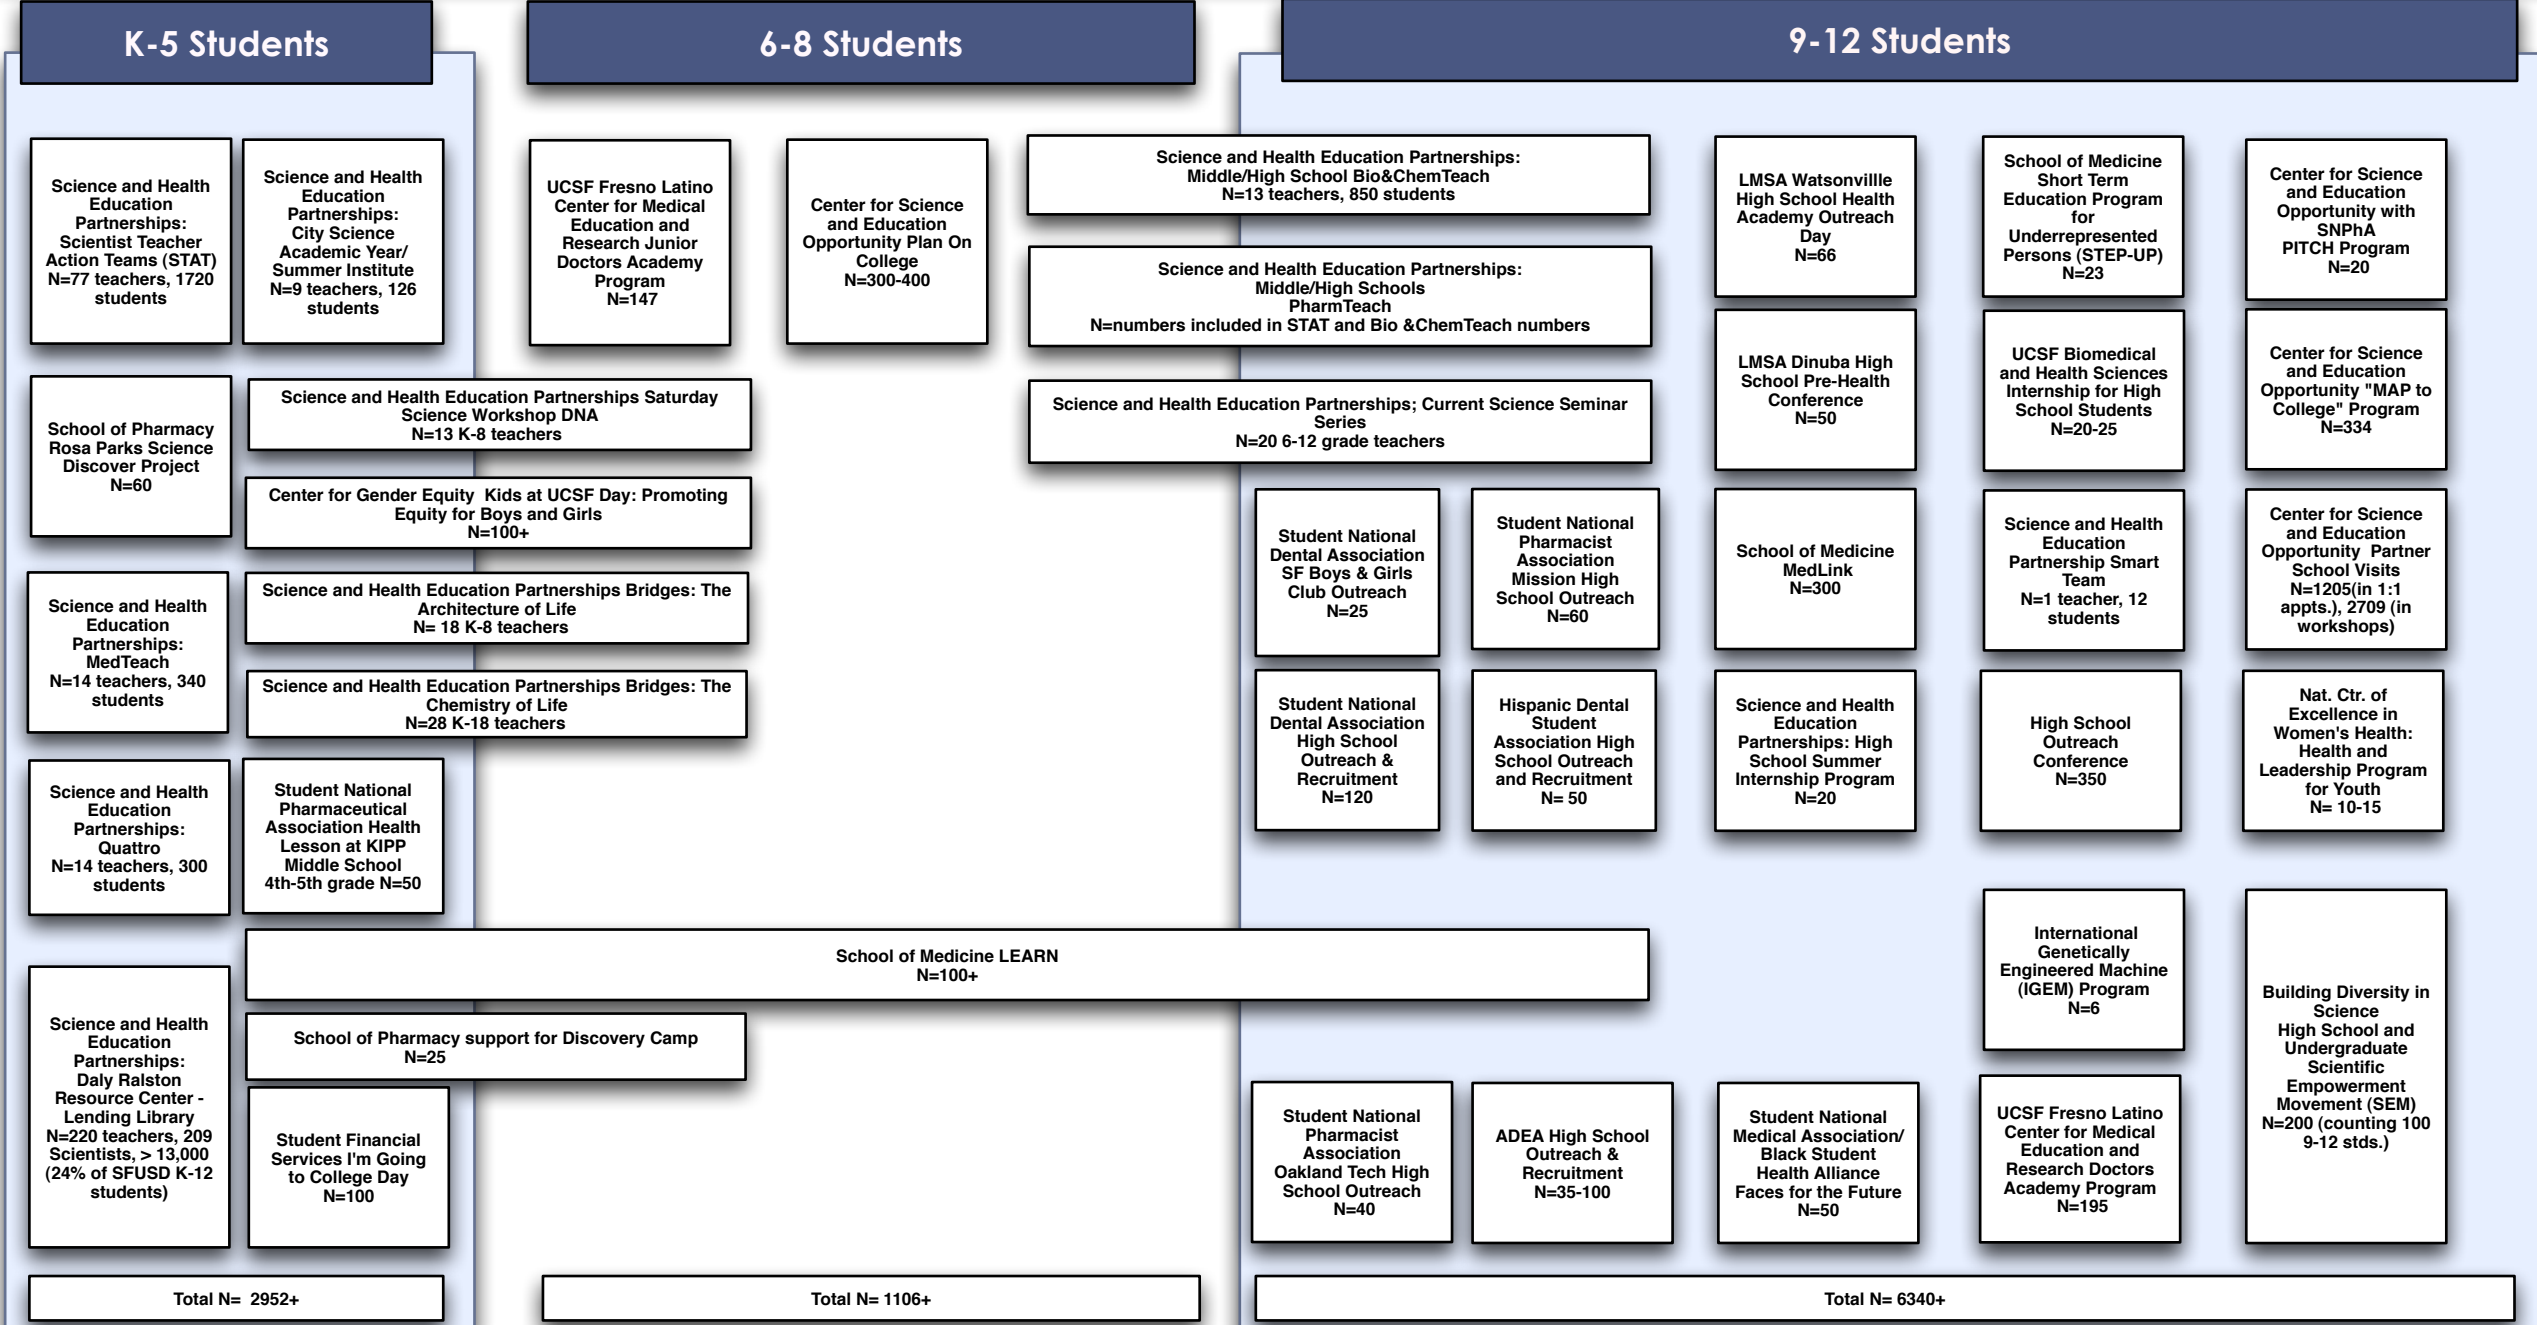 K-5 Students
6-8 Students
9-12 Students
Science and Health
Education
Partnerships:
Scientist Teacher
Action Teams (STAT)
N=77 teachers, 1720
students
Science and Health
Education
Partnerships:
City Science
Academic Year/
Summer Institute
N=9 teachers, 126
students
UCSF Fresno Latino
Center for Medical
Education and
Research Junior
Doctors Academy
Program
N=147
Center for Science
and Education
Opportunity Plan On
College
N=300-400
Science and Health Education Partnerships:
Middle/High School Bio&ChemTeach
N=13 teachers, 850 students
Science and Health Education Partnerships:
Middle/High Schools
PharmTeach
N=numbers included in STAT and Bio &ChemTeach numbers
Science and Health Education Partnerships; Current Science Seminar
Series
N=20 6-12 grade teachers
LMSA Watsonvillle
High School Health
Academy Outreach
Day
N=66
School of Medicine
Short Term
Education Program
for
Underrepresented
Persons (STEP-UP)
N=23
Center for Science
and Education
Opportunity with
SNPhA
PITCH Program
N=20
LMSA Dinuba High
School Pre-Health
Conference
N=50
UCSF Biomedical
and Health Sciences
Internship for High
School Students
N=20-25
Center for Science
and Education
Opportunity "MAP to
College" Program
N=334
School of Pharmacy
Rosa Parks Science
Discover Project
N=60
Science and Health Education Partnerships Saturday
Science Workshop DNA
N=13 K-8 teachers
Center for Gender Equity  Kids at UCSF Day: Promoting
Equity for Boys and Girls
N=100+
Science and Health
Education
Partnerships:
MedTeach
N=14 teachers, 340
students
Science and Health Education Partnerships Bridges: The
Architecture of Life
N= 18 K-8 teachers
Science and Health Education Partnerships Bridges: The
Chemistry of Life
N=28 K-18 teachers
Student National
Dental Association
SF Boys & Girls
Club Outreach
N=25
Student National
Pharmacist
Association
Mission High
School Outreach
N=60
School of Medicine
MedLink
N=300
Science and Health
Education
Partnership Smart
Team
N=1 teacher, 12
students
Center for Science
and Education
Opportunity  Partner
School Visits
N=1205(in 1:1
appts.), 2709 (in
workshops)
Student National
Dental Association
High School
Outreach &
Recruitment
N=120
Hispanic Dental
Student
Association High
School Outreach
and Recruitment
N= 50
Science and Health
Education
Partnerships: High
School Summer
Internship Program
N=20
High School
Outreach
Conference
N=350
Nat. Ctr. of
Excellence in
Women's Health:
Health and
Leadership Program
for Youth
N= 10-15
Science and Health
Education
Partnerships:
Quattro
N=14 teachers, 300
students
Student National
Pharmaceutical
Association Health
Lesson at KIPP
Middle School
4th-5th grade N=50
School of Medicine LEARN
N=100+
Science and Health
Education
Partnerships:
Daly Ralston
Resource Center -
Lending Library
N=220 teachers, 209
Scientists, > 13,000
(24% of SFUSD K-12
students)
School of Pharmacy support for Discovery Camp
N=25
Student Financial
Services I'm Going
to College Day
N=100
International
Genetically
Engineered Machine
(IGEM) Program
N=6
Building Diversity in
Science
High School and
Undergraduate
Scientific
Empowerment
Movement (SEM)
N=200 (counting 100
9-12 stds.)
Student National
Pharmacist
Association
Oakland Tech High
School Outreach
N=40
ADEA High School
Outreach &
Recruitment
N=35-100
Student National
Medical Association/
Black Student
Health Alliance
Faces for the Future
N=50
UCSF Fresno Latino
Center for Medical
Education and
Research Doctors
Academy Program
N=195
Total N=  2952+
Total N= 1106+
Total N= 6340+